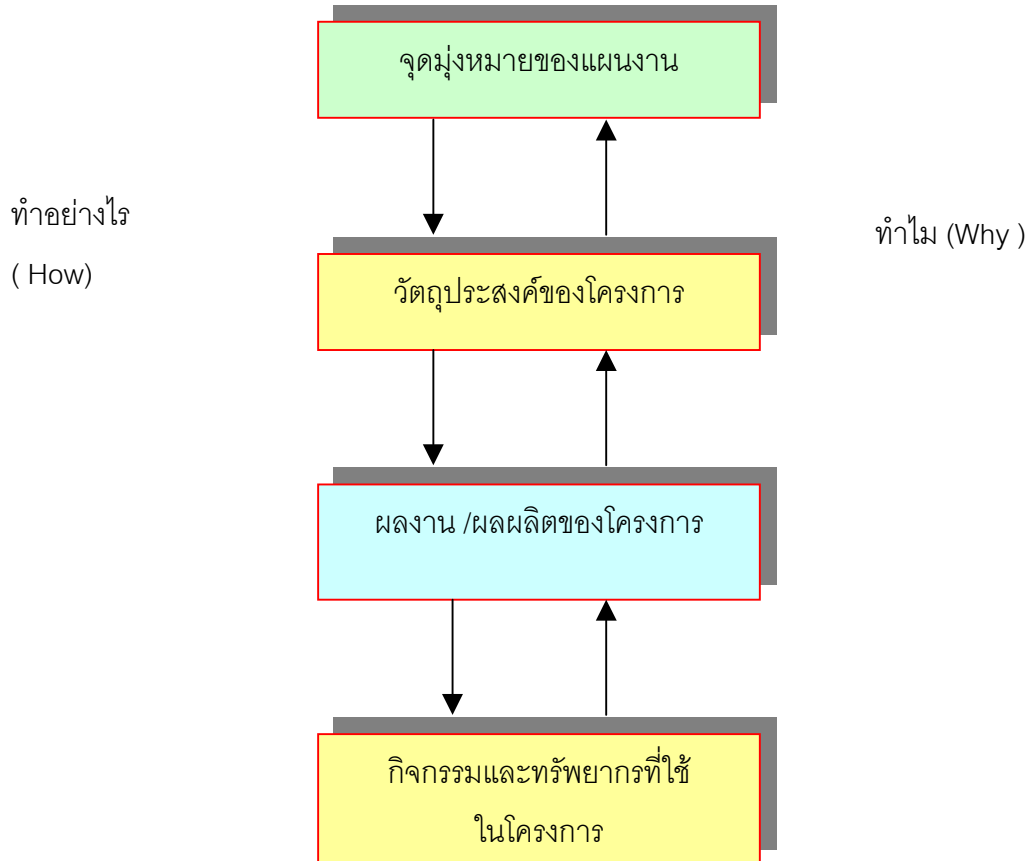 จุดมุ่งหมายของแผนงาน
ทำอย่างไร
( How)
ทำไม (Why )
วัตถุประสงค์ของโครงการ
ผลงาน /ผลผลิตของโครงการ
กิจกรรมและทรัพยากรที่ใช้
ในโครงการ